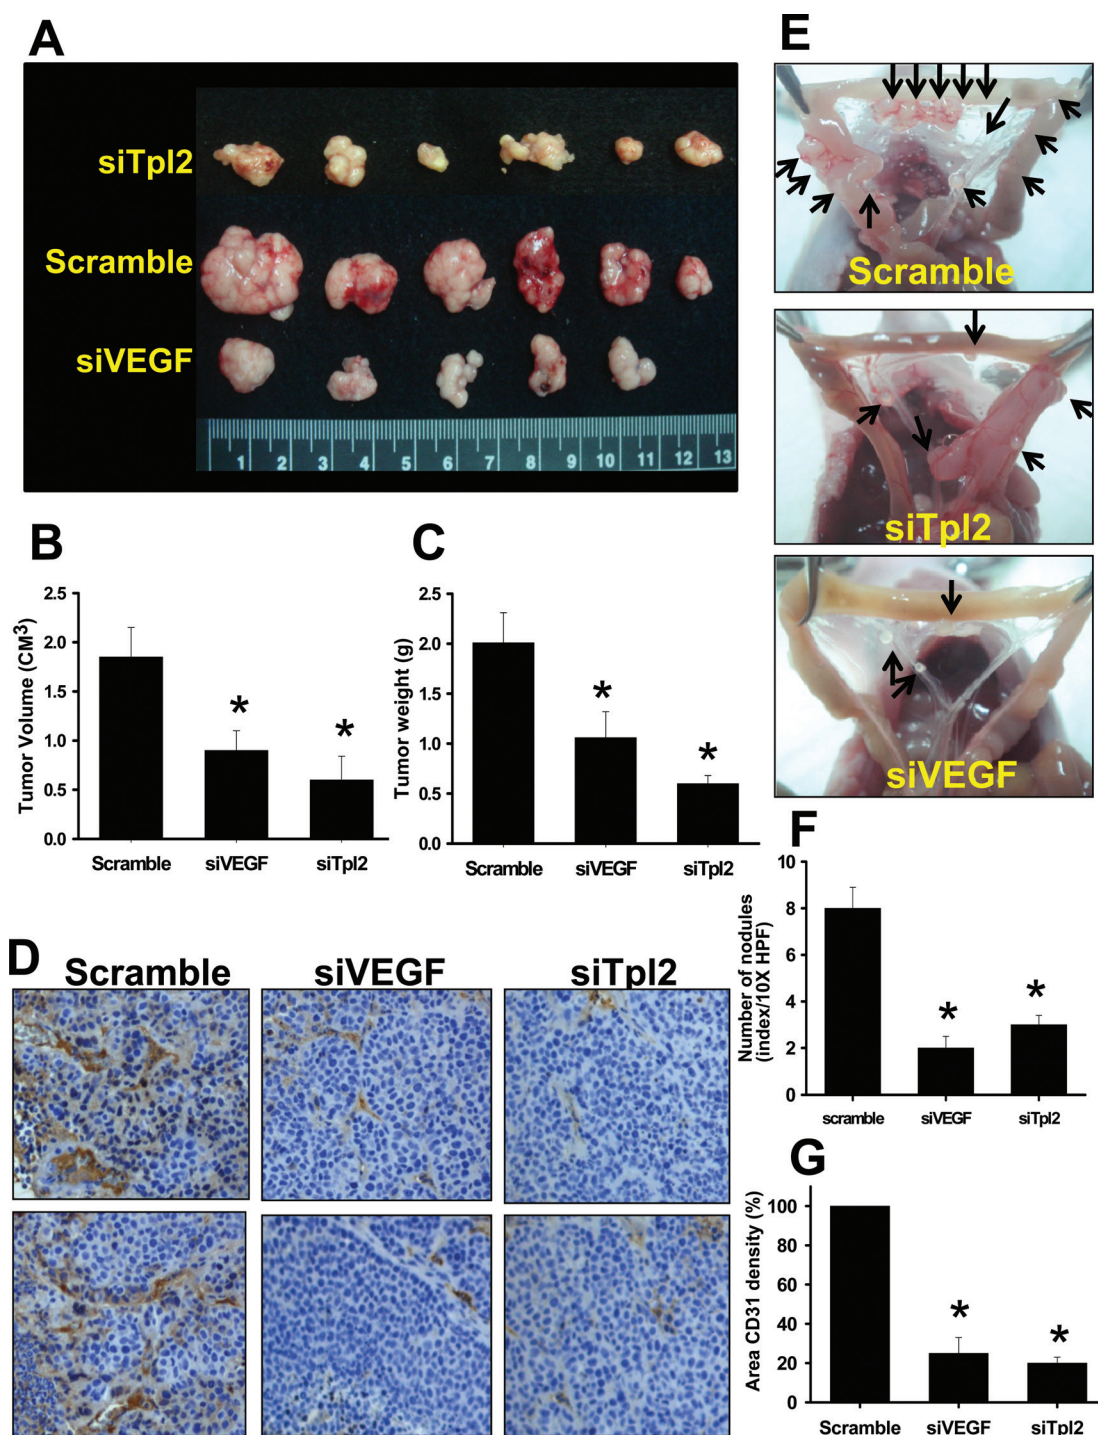 A
siTpl2
Scramble
siVEGF
1 2 3 4 5 6 7 8 9 10 11 12 13
B
Tumor Volume (CM³)
2.5
2.0
1.5
1.0
0.5
0.0
*
*
Scramble siVEGF siTpl2
C
Tumor weight (g)
2.5
2.0
1.5
1.0
0.5
0.0
*
*
Scramble siVEGF siTpl2
D
Scramble siVEGF siTpl2
E
Scramble
siTpl2
siVEGF
F
Number of nodules
(index/10X HPF)
10
8
6
4
2
0
*
*
scramble siVEGF siTpl2
G
Area CD31 density (%)
100
80
60
40
20
0
*
*
Scramble siVEGF siTpl2